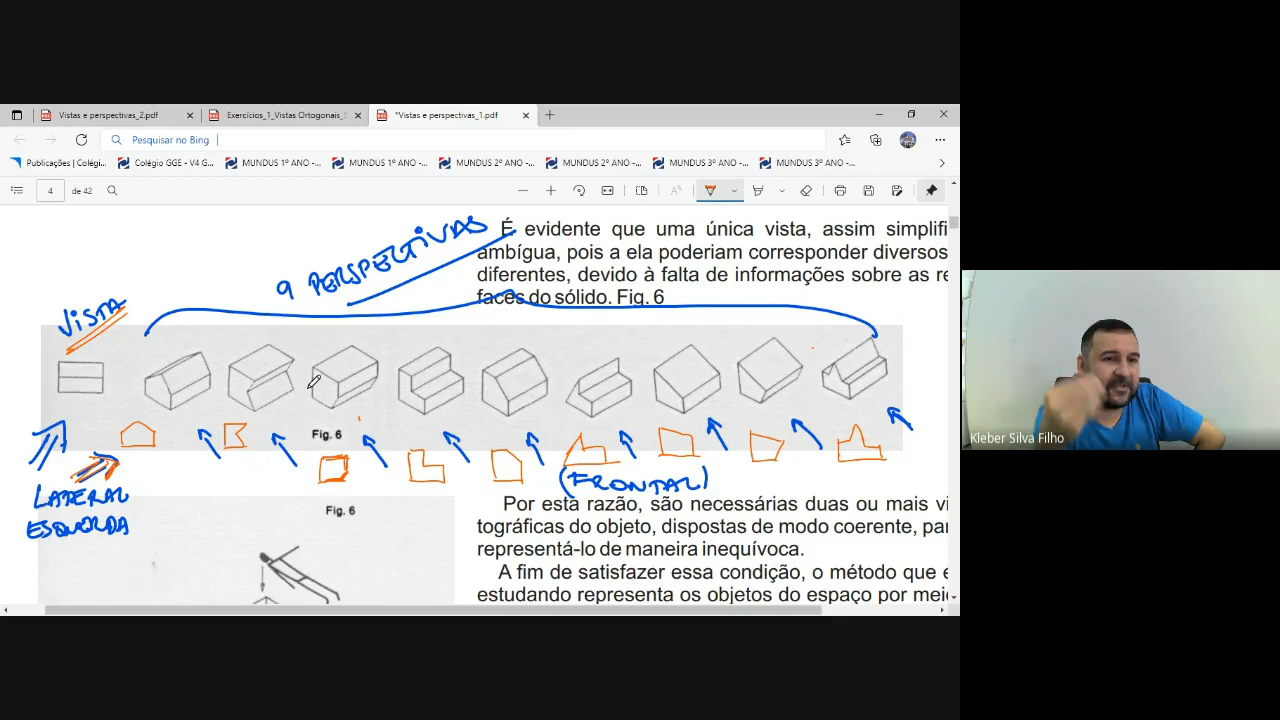 Vistas e perspectivas_2.pdf
Exercícios_1_Vistas Ortogonais_S
*Vistas e perspectivas_1.pdf
Pesquisar no Bing
Publicações | Colégi...
Colégio GGE - V4 G...
MUNDUS 1º ANO -...
MUNDUS 1º ANO -...
MUNDUS 2º ANO -...
MUNDUS 2º ANO -...
MUNDUS 3º ANO -...
MUNDUS 3º ANO -...
4 de 42
É evidente que uma única vista, assim simplifi
ambígua, pois a ela poderiam corresponder diversos
diferentes, devido à falta de informações sobre as re
faces do sólido. Fig. 6
9 PERSPECTIVAS
VISTA
Fig. 6
LATERAL
ESQUERDA
(FRONTAL)
Kleber Silva Filho
Fig. 6
Por esta razão, são necessárias duas ou mais vi
tográficas do objeto, dispostas de modo coerente, par
representá-lo de maneira inequívoca.
A fim de satisfazer essa condição, o método que e
estudando representa os objetos do espaço por meio